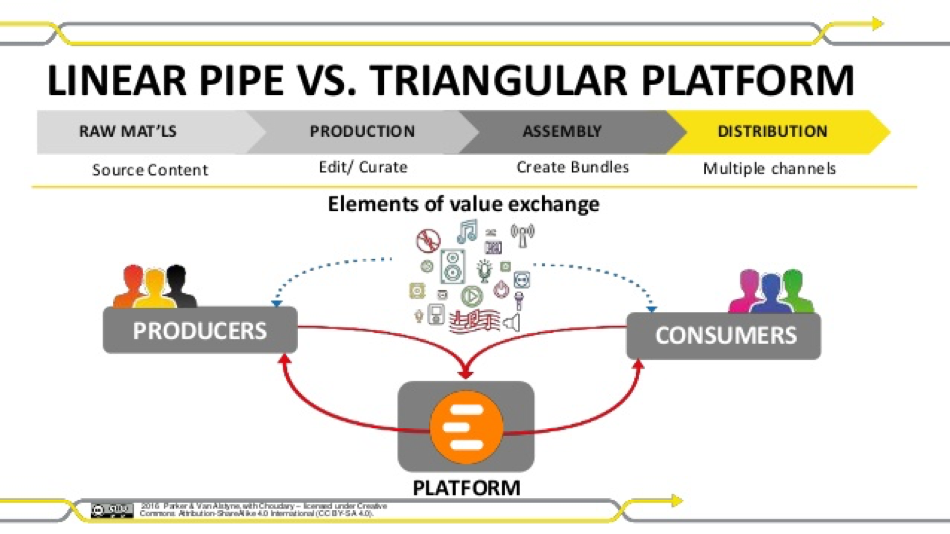 LINEAR PIPE VS. TRIANGULAR PLATFORM
RAW MAT'LS PRODUCTION ASSEMBLY DISTRIBUTION
Source Content Edit/ Curate Create Bundles Multiple channels
Elements of value exchange
PRODUCERS
CONSUMERS
PLATFORM
2016 Parker & Van Alstyne, with Choudary – licensed under Creative
Commons Attribution-ShareAlike 4.0 International (CC BY-SA 4.0).